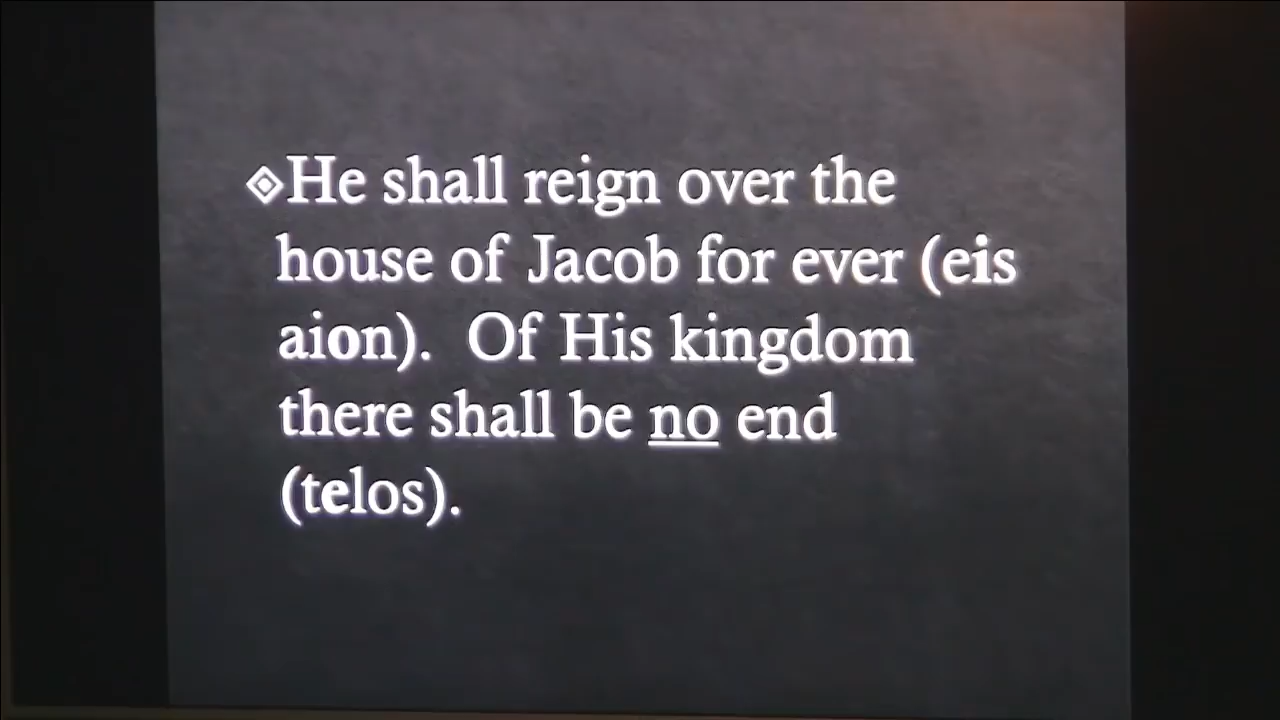 He shall reign over the
house of Jacob for ever (eis
aion). Of His kingdom
there shall be no end
(telos).